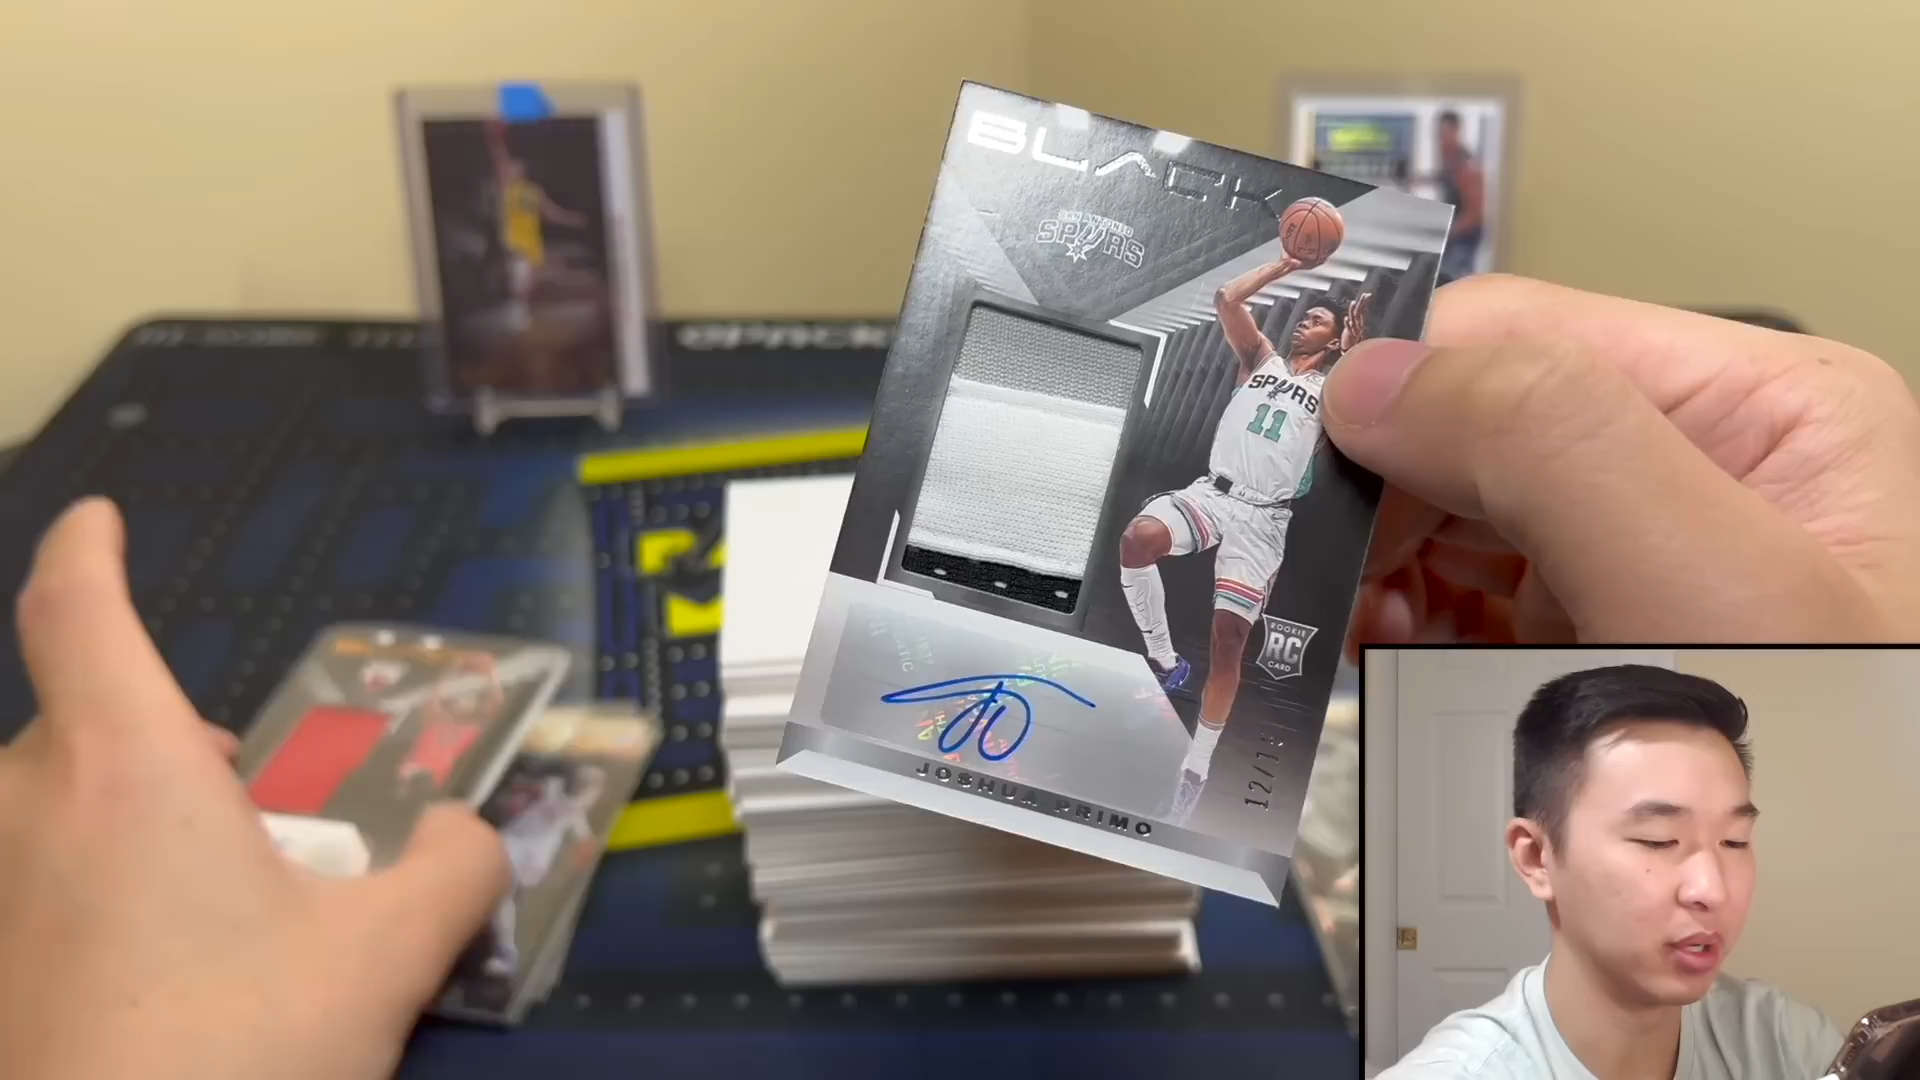 BLACK
SAN ANTONIO
SPURS
SPURS
11
ROOKIE
RC
CARD
JOSHUA PRIMO